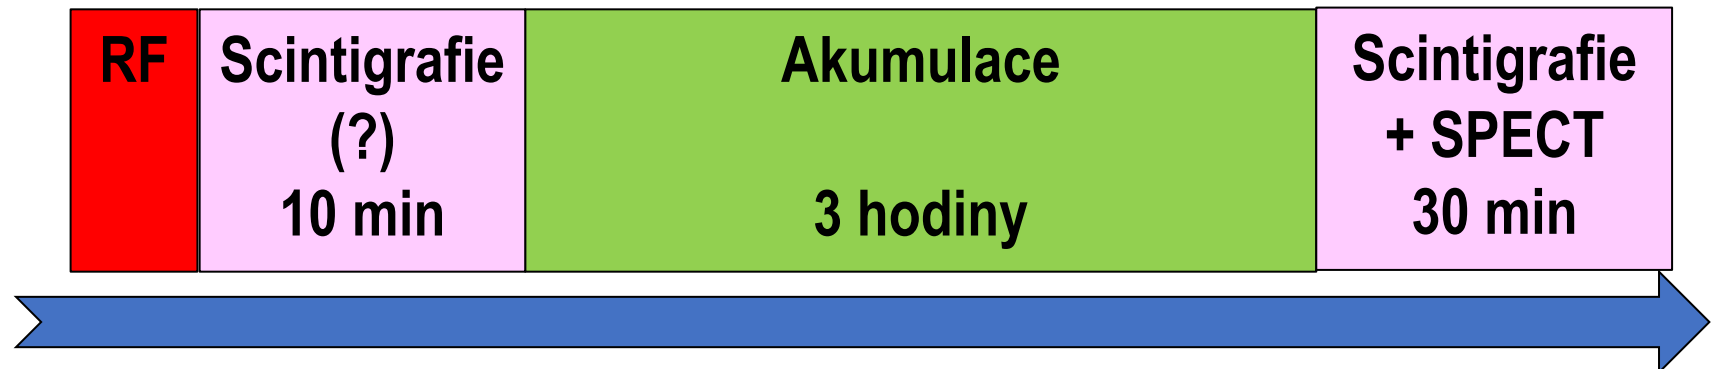 RF
Scintigrafie
(?)
10 min
Akumulace
3 hodiny
Scintigrafie
+ SPECT
30 min